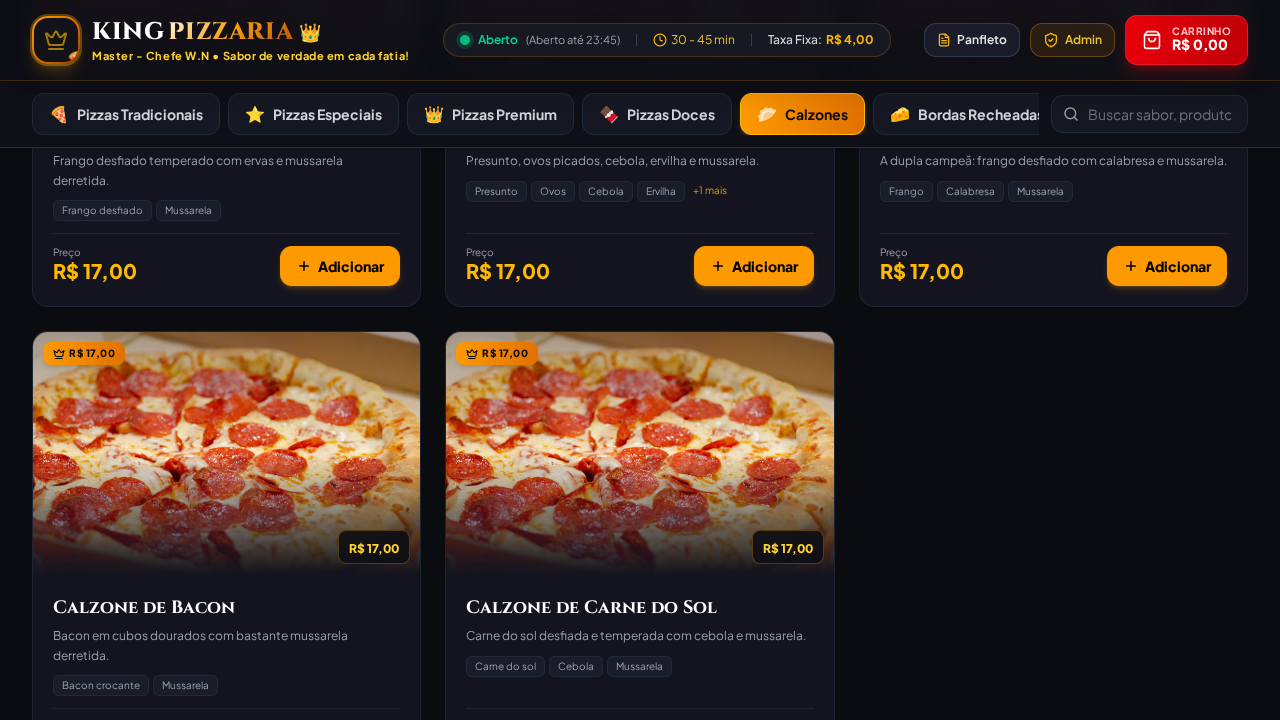 KING PIZZARIA 👑
Master - Chefe W.N • Sabor de verdade em cada fatia!
Aberto (Aberto até 23:45)
30 - 45 min
Taxa Fixa: R$ 4,00
Panfleto
Admin
CARRINHO
R$ 0,00
🍕 Pizzas Tradicionais
⭐ Pizzas Especiais
👑 Pizzas Premium
🍫 Pizzas Doces
🥟 Calzones
🧀 Bordas Recheadas
Buscar sabor, produto
Frango desfiado temperado com ervas e mussarela
derretida.
Frango desfiado
Mussarela
Preço
R$ 17,00
+ Adicionar
Presunto, ovos picados, cebola, ervilha e mussarela.
Presunto
Ovos
Cebola
Ervilha
+1 mais
Preço
R$ 17,00
+ Adicionar
A dupla campeã: frango desfiado com calabresa e mussarela.
Frango
Calabresa
Mussarela
Preço
R$ 17,00
+ Adicionar
R$ 17,00
R$ 17,00
Calzone de Bacon
Bacon em cubos dourados com bastante mussarela
derretida.
Bacon crocante
Mussarela
R$ 17,00
R$ 17,00
Calzone de Carne do Sol
Carne do sol desfiada e temperada com cebola e mussarela.
Carne do sol
Cebola
Mussarela